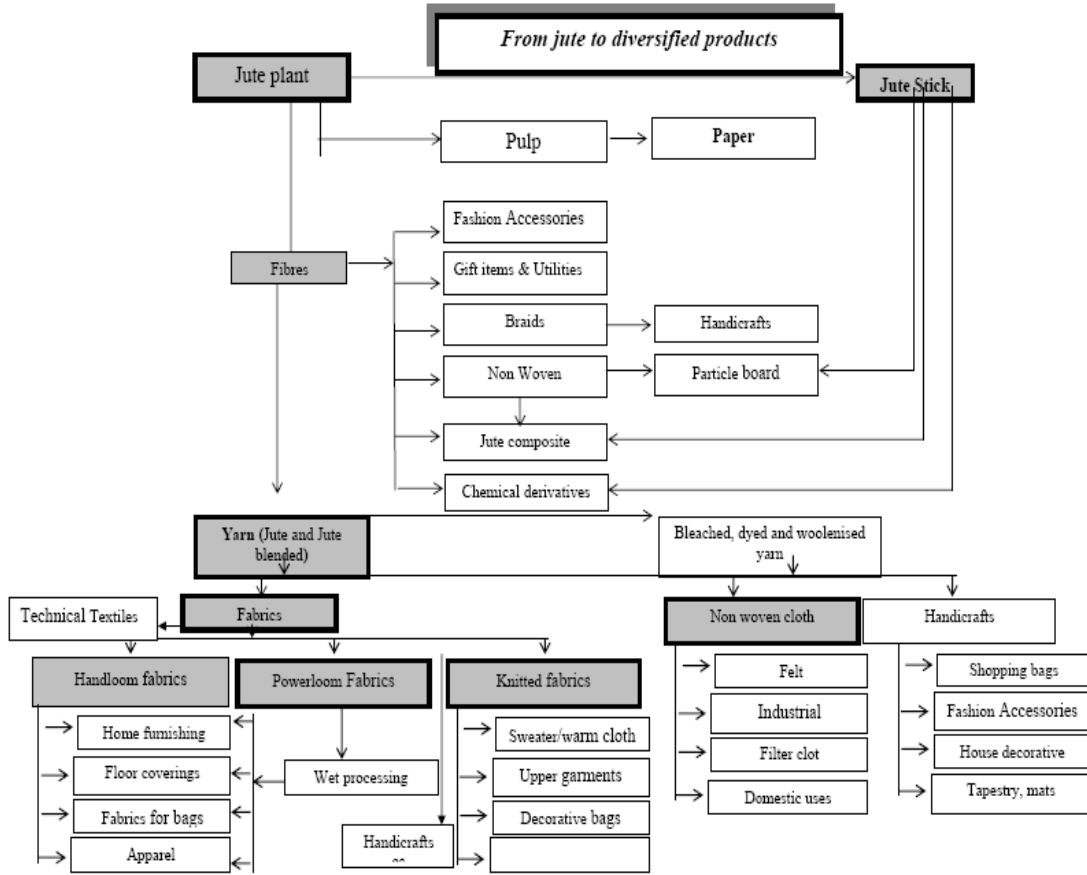 From jute to diversified products
Jute plant
Jute Stick
Pulp
Paper
Fashion Accessories
Fibres
Gift items & Utilities
Braids
Handicrafts
Non Woven
Particle board
Jute composite
Chemical derivatives
Yarn (Jute and Jute
blended)
Bleached, dyed and woolenised
yarn
Technical Textiles
Fabrics
Non woven cloth
Handicrafts
Handloom fabrics
Powerloom Fabrics
Knitted fabrics
Home furnishing
Floor coverings
Fabrics for bags
Apparel
Wet processing
Handicrafts
Sweater/warm cloth
Upper garments
Decorative bags
Felt
Industrial
Filter clot
Domestic uses
Shopping bags
Fashion Accessories
House decorative
Tapestry, mats